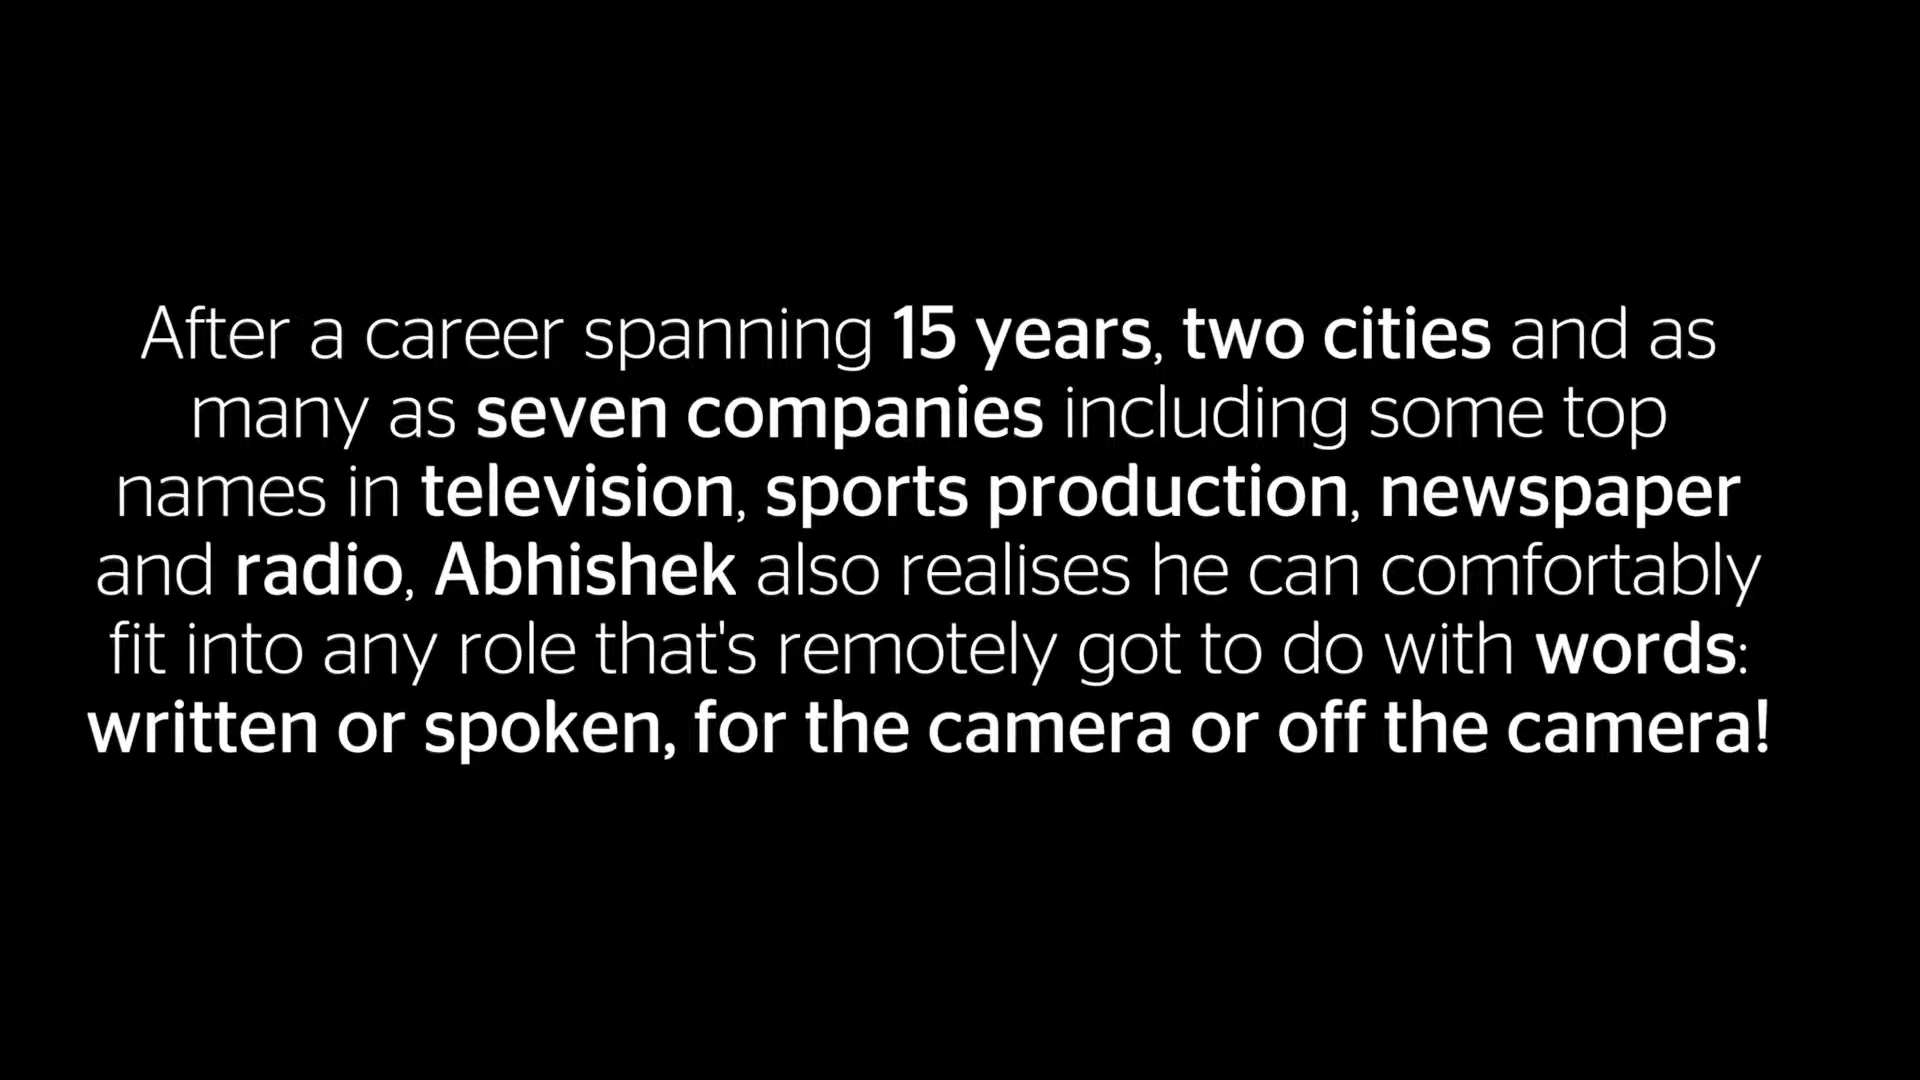 After a career spanning 15 years, two cities and as
many as seven companies including some top
names in television, sports production, newspaper
and radio, Abhishek also realises he can comfortably
fit into any role that's remotely got to do with words:
written or spoken, for the camera or off the camera!